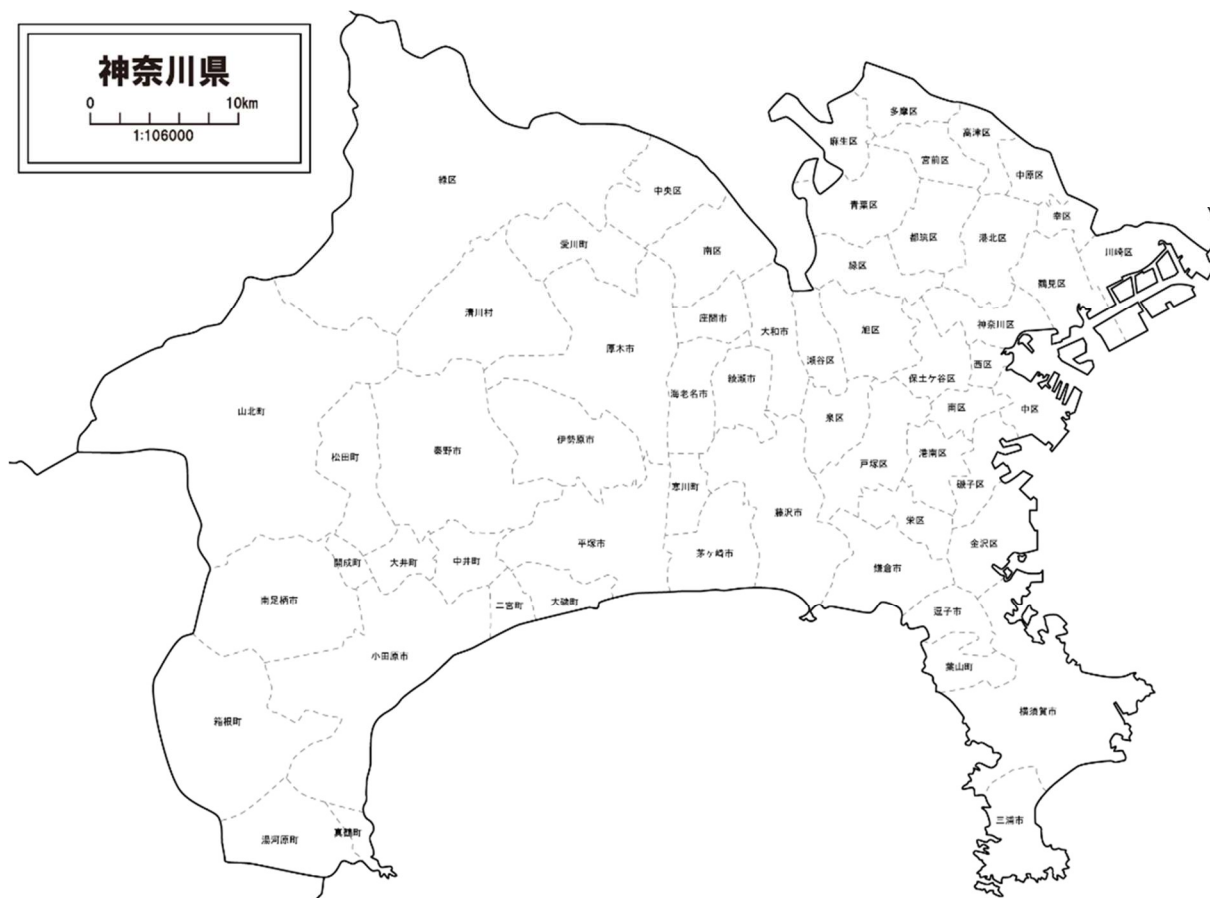 神奈川県
0 10km
1:106000
多摩区
高津区
麻生区
宮前区
中原区
緑区
中央区
青葉区
幸区
愛川町
南区
都筑区
港北区
川崎区
緑区
鶴見区
清川村
座間市
大和市
旭区
神奈川区
厚木市
瀬谷区
西区
綾瀬市
保土ケ谷区
海老名市
山北町
南区
中区
泉区
伊勢原市
秦野市
松田町
港南区
戸塚区
磯子区
寒川町
藤沢市
栄区
平塚市
金沢区
茅ヶ崎市
開成町
大井町
中井町
鎌倉市
南足柄市
二宮町
大磯町
逗子市
小田原市
葉山町
横須賀市
箱根町
三浦市
真鶴町
湯河原町